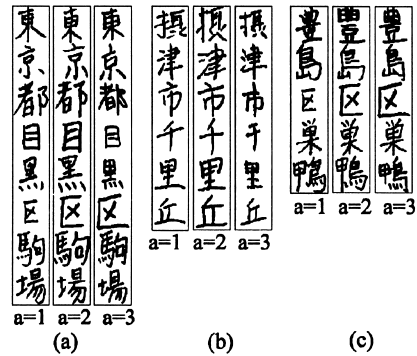 東京都目黒区駒場
東京都目黒区駒場
東京都目黒区駒場
a=1 a=2 a=3
(a)
摂津市千里丘
摂津市千里丘
摂津市千里丘
a=1 a=2 a=3
(b)
豊島区巣鴨
豊島区巣鴨
豊島区巣鴨
a=1 a=2 a=3
(c)